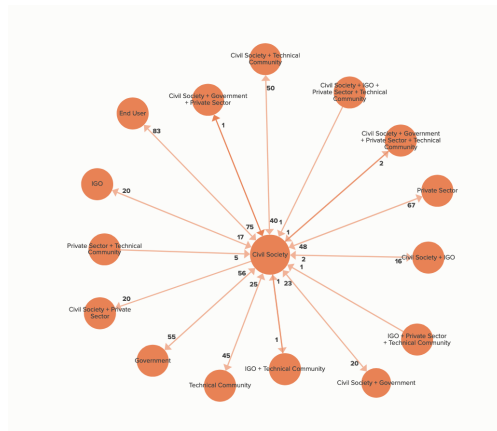 Civil Society + Technical
Community
50
Civil Society + Government
+ Private Sector
1
Civil Society + IGO +
Private Sector + Technical
Community
End User
83
Civil Society + Government
+ Private Sector + Technical
Community
2
IGO
20
Private Sector
67
75
40
1
1
17
48
Private Sector + Technical
Community
5
Civil Society
2
16
Civil Society + IGO
1
56
25
1
23
20
Civil Society + Private
Sector
55
Government
45
Technical Community
1
IGO + Technical Community
IGO + Private Sector
+ Technical Community
20
Civil Society + Government